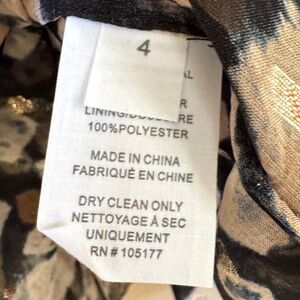 4
AL
R
LINING/DOUBLURE
100%POLYESTER
MADE IN CHINA
FABRIQUÉ EN CHINE
DRY CLEAN ONLY
NETTOYAGE À SEC
UNIQUEMENT
RN # 105177